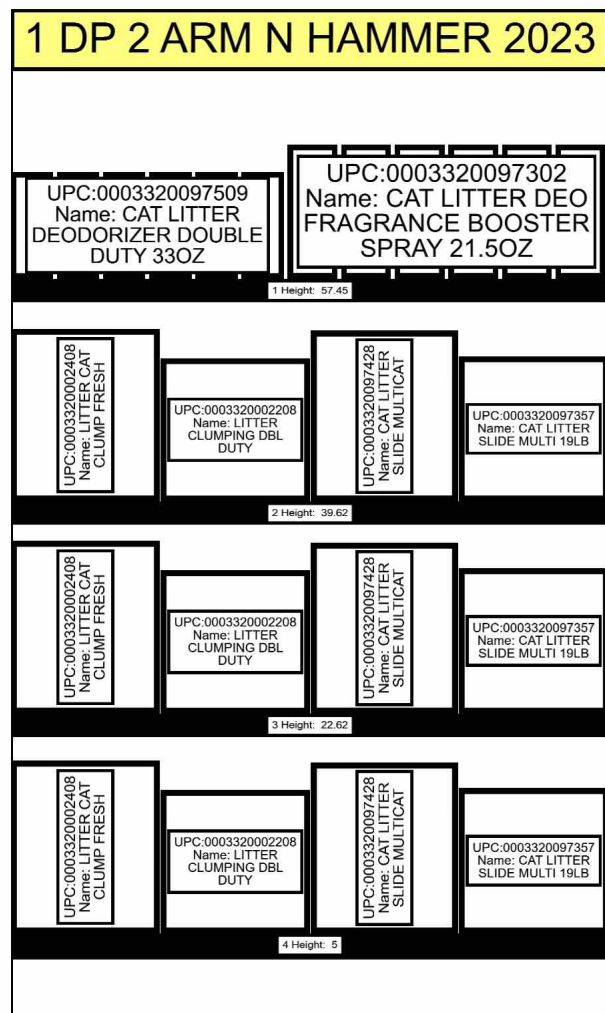 1 DP 2 ARM N HAMMER 2023
UPC:0003320097509
Name: CAT LITTER
DEODORIZER DOUBLE
DUTY 33OZ
UPC:0003320097302
Name: CAT LITTER DEO
FRAGRANCE BOOSTER
SPRAY 21.5OZ
1 Height: 57.45
UPC:0003320002408
Name: LITTER CAT
CLUMP FRESH
UPC:0003320002208
Name: LITTER
CLUMPING DBL
DUTY
UPC:0003320097428
Name: CAT LITTER
SLIDE MULTICAT
UPC:0003320097357
Name: CAT LITTER
SLIDE MULTI 19LB
2 Height: 39.62
UPC:0003320002408
Name: LITTER CAT
CLUMP FRESH
UPC:0003320002208
Name: LITTER
CLUMPING DBL
DUTY
UPC:0003320097428
Name: CAT LITTER
SLIDE MULTICAT
UPC:0003320097357
Name: CAT LITTER
SLIDE MULTI 19LB
3 Height: 22.62
UPC:0003320002408
Name: LITTER CAT
CLUMP FRESH
UPC:0003320002208
Name: LITTER
CLUMPING DBL
DUTY
UPC:0003320097428
Name: CAT LITTER
SLIDE MULTICAT
UPC:0003320097357
Name: CAT LITTER
SLIDE MULTI 19LB
4 Height: 5